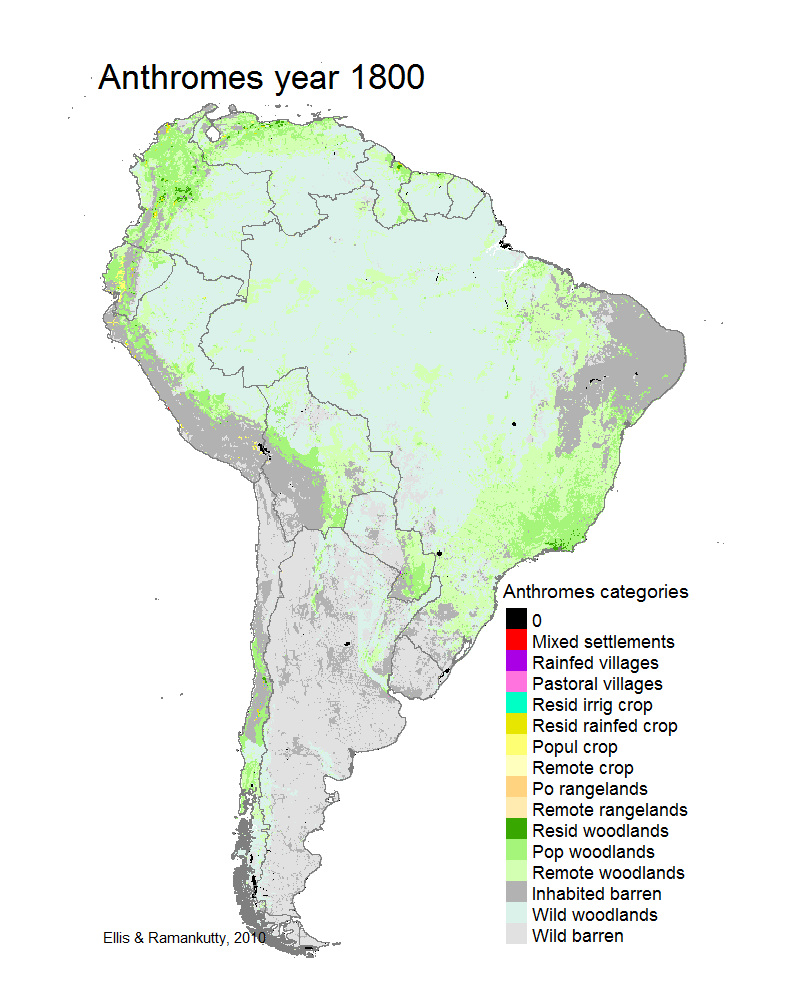 Anthromes year 1800
Anthromes categories
0
Mixed settlements
Rainfed villages
Pastoral villages
Resid irrig crop
Resid rainfed crop
Popul crop
Remote crop
Po rangelands
Remote rangelands
Resid woodlands
Pop woodlands
Remote woodlands
Inhabited barren
Wild woodlands
Wild barren
Ellis & Ramankutty, 2010